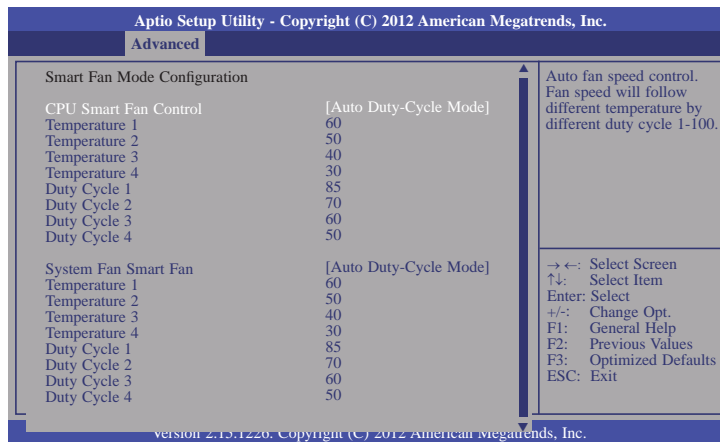 Aptio Setup Utility - Copyright (C) 2012 American Megatrends, Inc.
Advanced
Smart Fan Mode Configuration
CPU Smart Fan Control [Auto Duty-Cycle Mode]
Temperature 1 60
Temperature 2 50
Temperature 3 40
Temperature 4 30
Duty Cycle 1 85
Duty Cycle 2 70
Duty Cycle 3 60
Duty Cycle 4 50
System Fan Smart Fan [Auto Duty-Cycle Mode]
Temperature 1 60
Temperature 2 50
Temperature 3 40
Temperature 4 30
Duty Cycle 1 85
Duty Cycle 2 70
Duty Cycle 3 60
Duty Cycle 4 50
Auto fan speed control.
Fan speed will follow
different temperature by
different duty cycle 1-100.
→ ←: Select Screen
↑↓: Select Item
Enter: Select
+/-: Change Opt.
F1: General Help
F2: Previous Values
F3: Optimized Defaults
ESC: Exit
Version 2.15.1226. Copyright (C) 2012 American Megatrends, Inc.